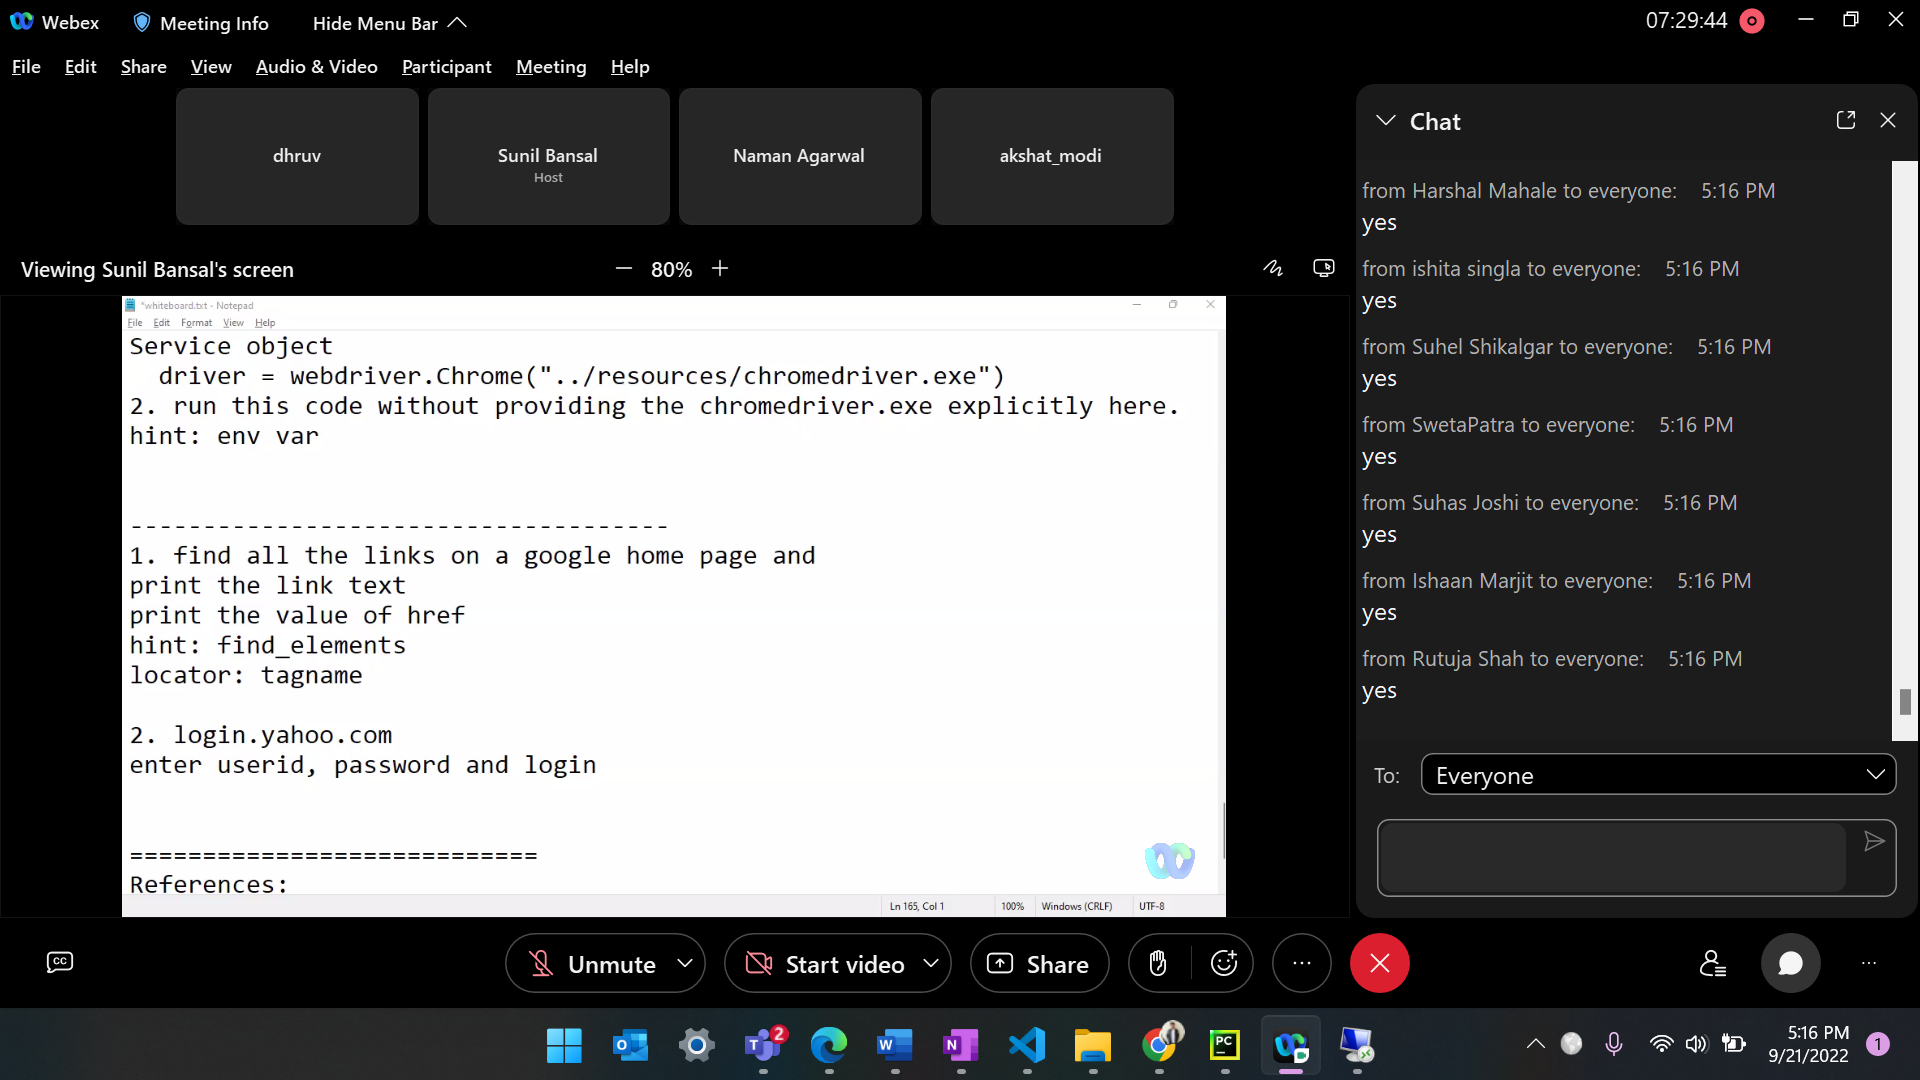 Webex
Meeting Info
Hide Menu Bar
07:29:44
File Edit Share View Audio & Video Participant Meeting Help
dhruv
Sunil Bansal
Host
Naman Agarwal
akshat_modi
Viewing Sunil Bansal's screen
80%
*whiteboard.txt - Notepad
File Edit Format View Help
Service object
driver = webdriver.Chrome("../resources/chromedriver.exe")
2. run this code without providing the chromedriver.exe explicitly here.
hint: env var
-------------------------------------
1. find all the links on a google home page and
print the link text
print the value of href
hint: find_elements
locator: tagname
2. login.yahoo.com
enter userid, password and login
============================
References:
Ln 165, Col 1
100%
Windows (CRLF)
UTF-8
Chat
from Harshal Mahale to everyone: 5:16 PM
yes
from ishita singla to everyone: 5:16 PM
yes
from Suhel Shikalgar to everyone: 5:16 PM
yes
from SwetaPatra to everyone: 5:16 PM
yes
from Suhas Joshi to everyone: 5:16 PM
yes
from Ishaan Marjit to everyone: 5:16 PM
yes
from Rutuja Shah to everyone: 5:16 PM
yes
To: Everyone
CC
Unmute
Start video
Share
2
PC
5:16 PM
9/21/2022
1